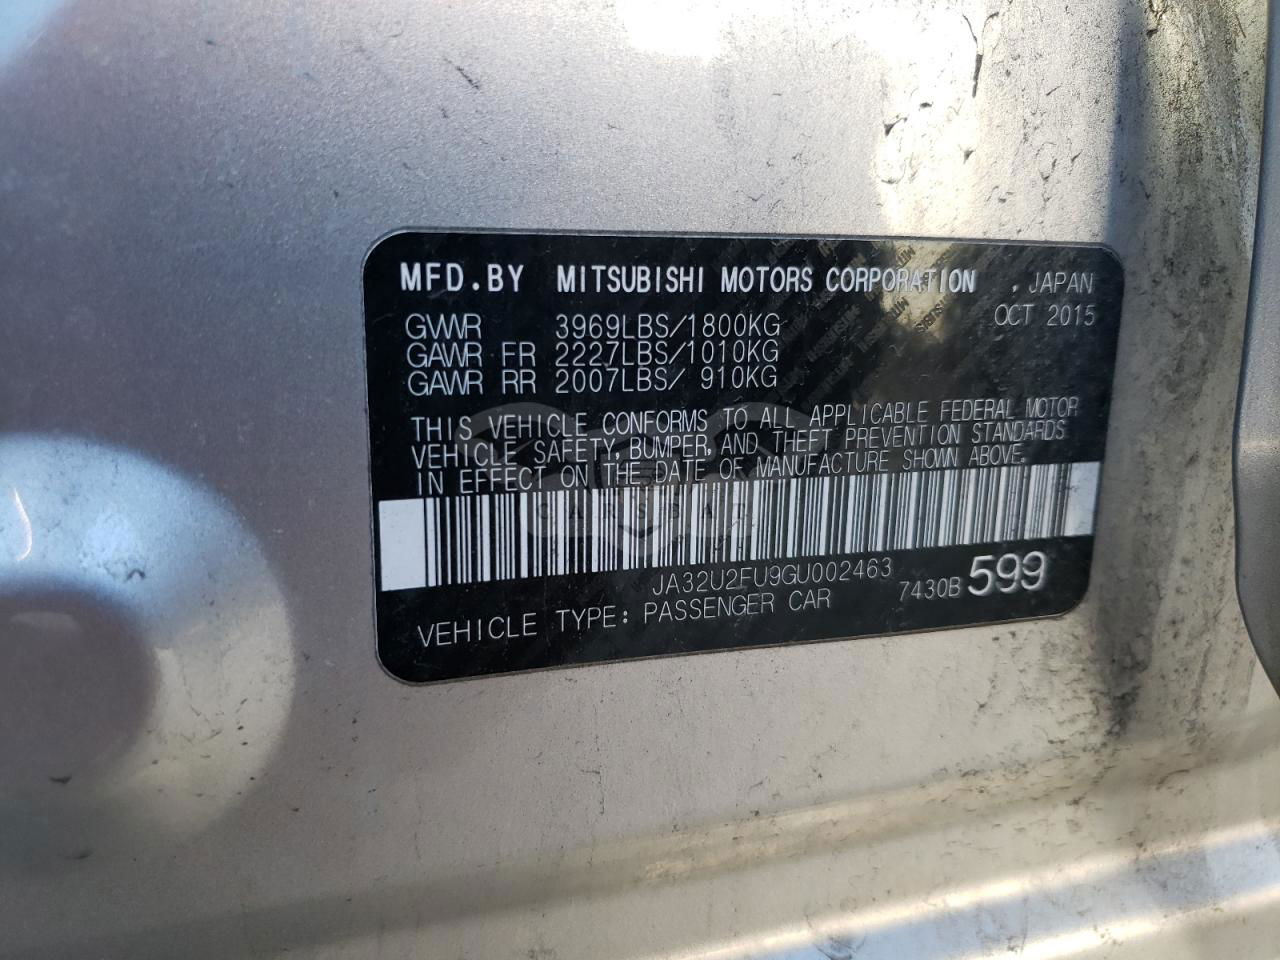 MFD.BY MITSUBISHI MOTORS CORPORATION , JAPAN
OCT 2015
GVWR 3969LBS/1800KG
GAWR FR 2227LBS/1010KG
GAWR RR 2007LBS/ 910KG
THIS VEHICLE CONFORMS TO ALL APPLICABLE FEDERAL MOTOR
VEHICLE SAFETY, BUMPER, AND THEFT PREVENTION STANDARDS
IN EFFECT ON THE DATE OF MANUFACTURE SHOWN ABOVE.
CARSDAD
JA32U2FU9GU002463
7430B 599
VEHICLE TYPE: PASSENGER CAR